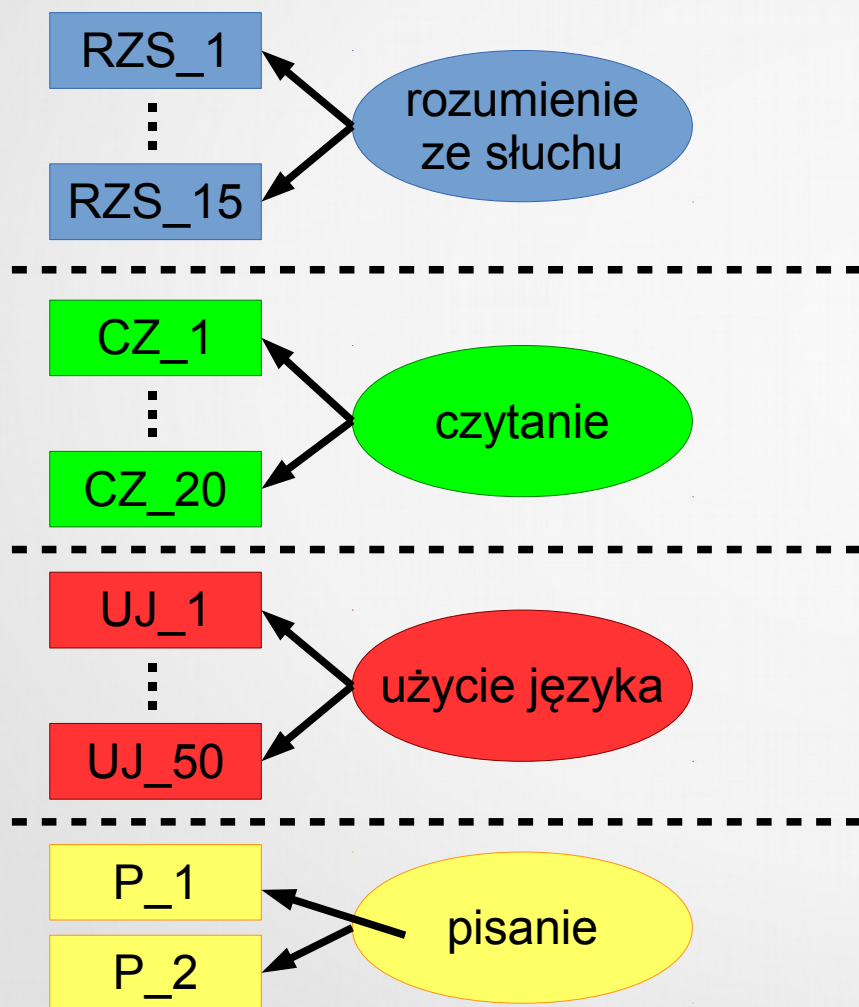 RZS_1
rozumienie
ze słuchu
RZS_15
CZ_1
czytanie
CZ_20
UJ_1
użycie języka
UJ_50
P_1
pisanie
P_2